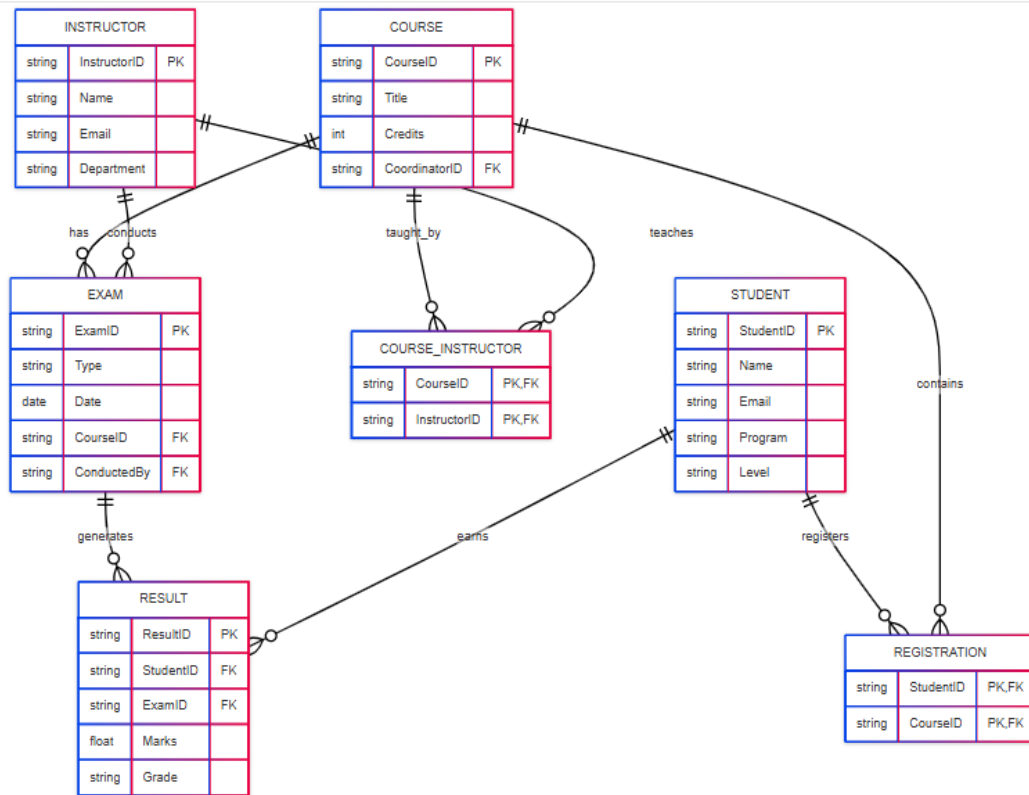 INSTRUCTOR
string InstructorID PK
string Name
string Email
string Department
COURSE
string CourseID PK
string Title
int Credits
string CoordinatorID FK
has
conducts
taught_by
teaches
EXAM
string ExamID PK
string Type
date Date
string CourseID FK
string ConductedBy FK
COURSE_INSTRUCTOR
string CourseID PK,FK
string InstructorID PK,FK
STUDENT
string StudentID PK
string Name
string Email
string Program
string Level
contains
generates
earns
registers
RESULT
string ResultID PK
string StudentID FK
string ExamID FK
float Marks
string Grade
REGISTRATION
string StudentID PK,FK
string CourseID PK,FK